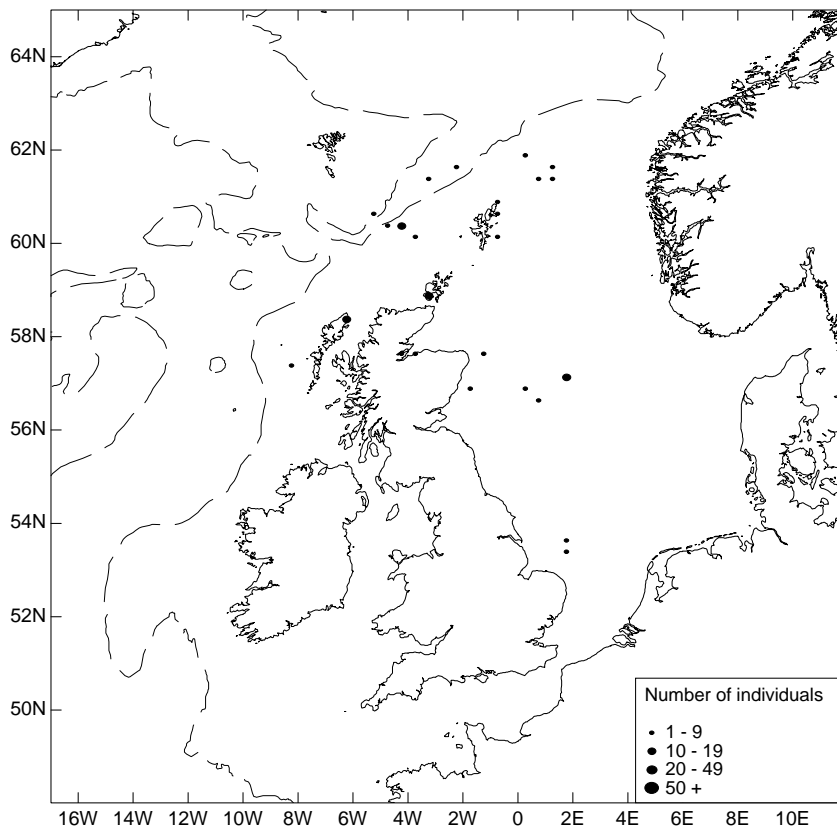 64N
62N
60N
58N
56N
54N
52N
50N
Number of individuals
1 - 9
10 - 19
20 - 49
50 +
16W 14W 12W 10W 8W 6W 4W 2W 0 2E 4E 6E 8E 10E